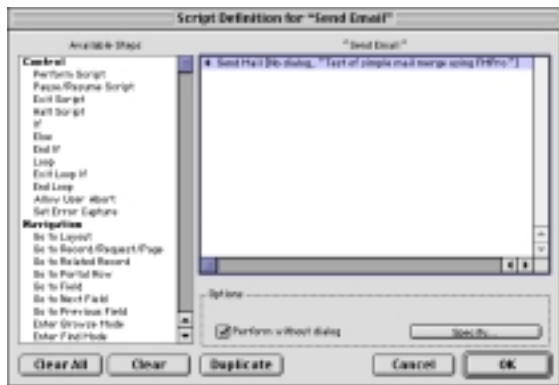 Script Definition for "Send Email"
Available Steps
Control
Perform Script
Pause/Resume Script
Exit Script
Halt Script
If
Else
End If
Loop
Exit Loop If
End Loop
Allow User Abort
Set Error Capture
Navigation
Go to Layout
Go to Record/Request/Page
Go to Related Record
Go to Portal Row
Go to Field
Go to Next Field
Go to Previous Field
Enter Browse Mode
Enter Find Mode
"Send Email"
Send Mail [No dialog, "Test of simple mail merge using FMPro"]
Options
Perform without dialog
Specify...
Clear All
Clear
Duplicate
Cancel
OK